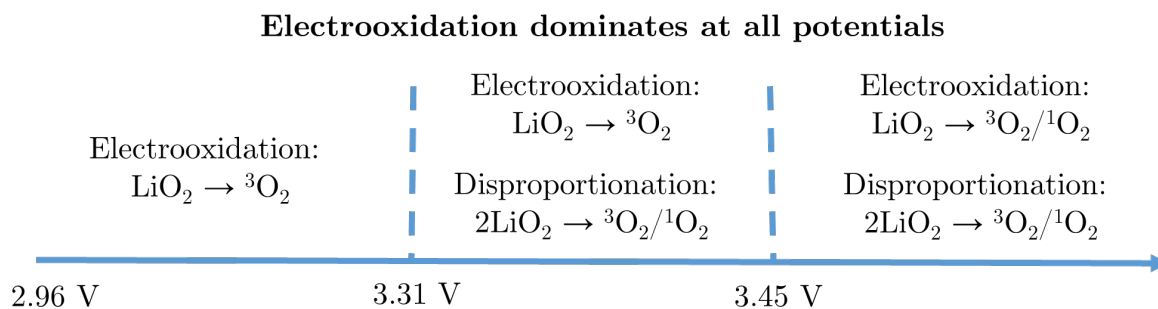 Electrooxidation dominates at all potentials
Electrooxidation:
LiO₂ → ³O₂
Electrooxidation:
LiO₂ → ³O₂
Disproportionation:
2LiO₂ → ³O₂/¹O₂
Electrooxidation:
LiO₂ → ³O₂/¹O₂
Disproportionation:
2LiO₂ → ³O₂/¹O₂
2.96 V
3.31 V
3.45 V